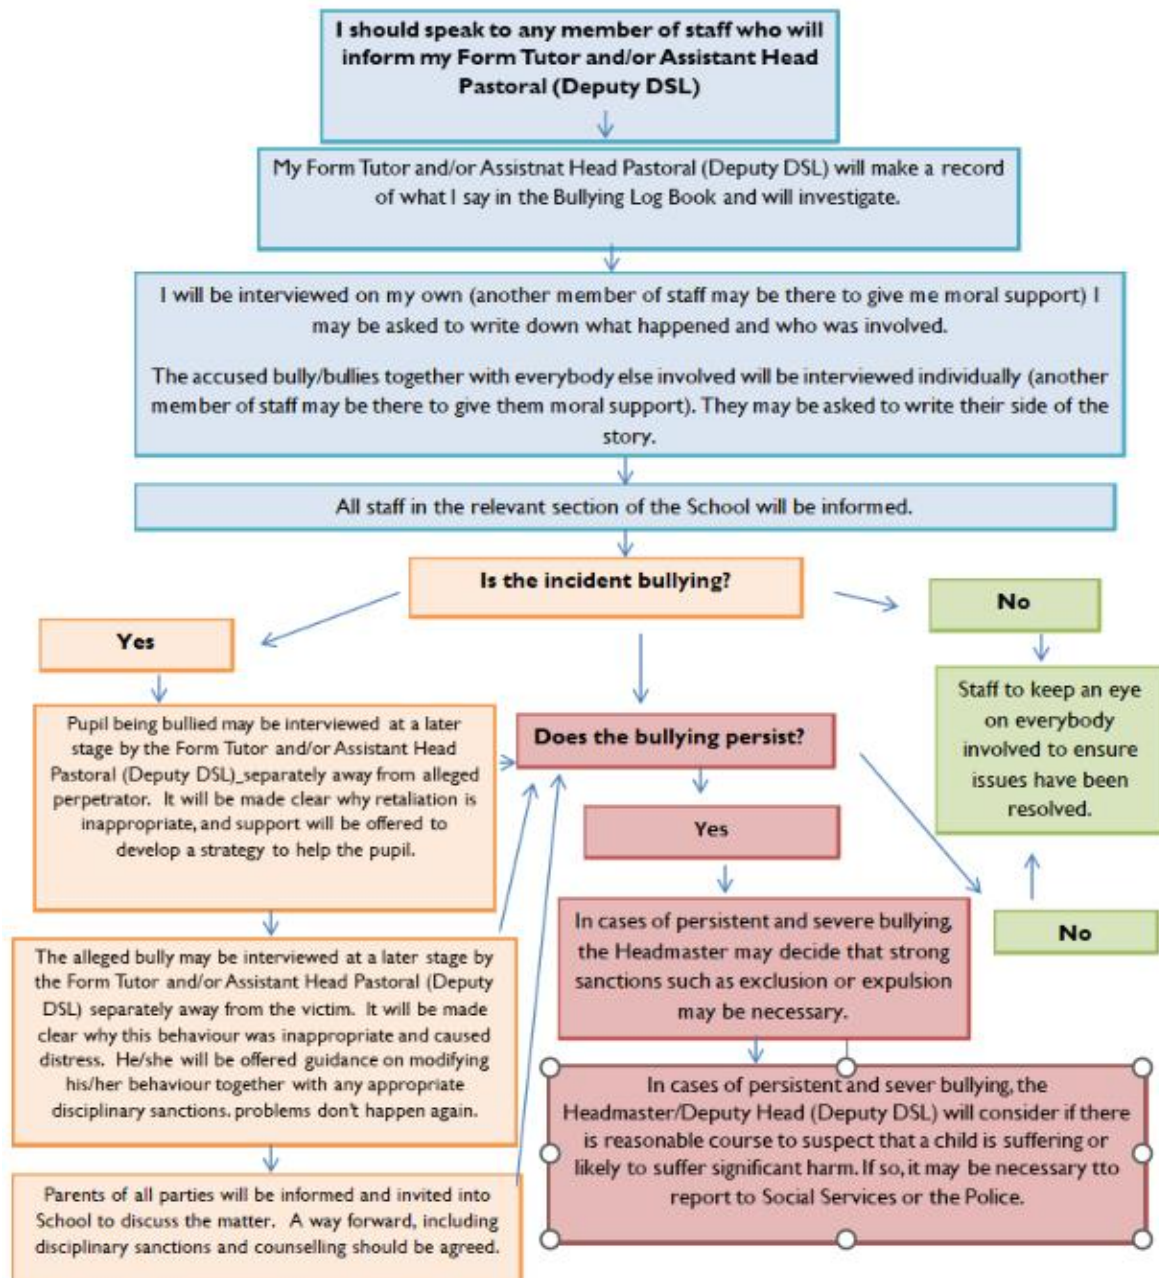 I should speak to any member of staff who will
inform my Form Tutor and/or Assistant Head
Pastoral (Deputy DSL)
My Form Tutor and/or Assistnat Head Pastoral (Deputy DSL) will make a record
of what I say in the Bullying Log Book and will investigate.
I will be interviewed on my own (another member of staff may be there to give me moral support) I
may be asked to write down what happened and who was involved.
The accused bully/bullies together with everybody else involved will be interviewed individually (another
member of staff may be there to give them moral support). They may be asked to write their side of the
story.
All staff in the relevant section of the School will be informed.
Is the incident bullying?
Yes
Pupil being bullied may be interviewed at a later
stage by the Form Tutor and/or Assistant Head
Pastoral (Deputy DSL)_separately away from alleged
perpetrator. It will be made clear why retaliation is
inappropriate, and support will be offered to
develop a strategy to help the pupil.
The alleged bully may be interviewed at a later stage by
the Form Tutor and/or Assistant Head Pastoral (Deputy
DSL) separately away from the victim. It will be made
clear why this behaviour was inappropriate and caused
distress. He/she will be offered guidance on modifying
his/her behaviour together with any appropriate
disciplinary sanctions. problems don't happen again.
Parents of all parties will be informed and invited into
School to discuss the matter. A way forward, including
disciplinary sanctions and counselling should be agreed.
Does the bullying persist?
Yes
In cases of persistent and severe bullying,
the Headmaster may decide that strong
sanctions such as exclusion or expulsion
may be necessary.
In cases of persistent and sever bullying, the
Headmaster/Deputy Head (Deputy DSL) will consider if there
is reasonable course to suspect that a child is suffering or
likely to suffer significant harm. If so, it may be necessary tto
report to Social Services or the Police.
No
Staff to keep an eye
on everybody
involved to ensure
issues have been
resolved.
No